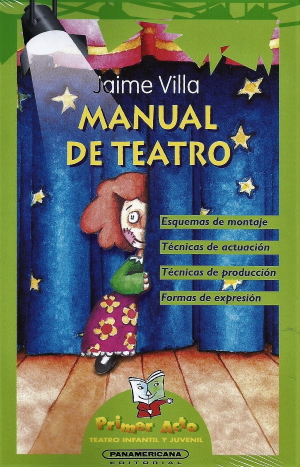 Jaime Villa
MANUAL
DE TEATRO
Esquemas de montaje
Técnicas de actuación
Técnicas de producción
Formas de expresión
Primer Acto
TEATRO INFANTIL Y JUVENIL
PANAMERICANA
EDITORIAL